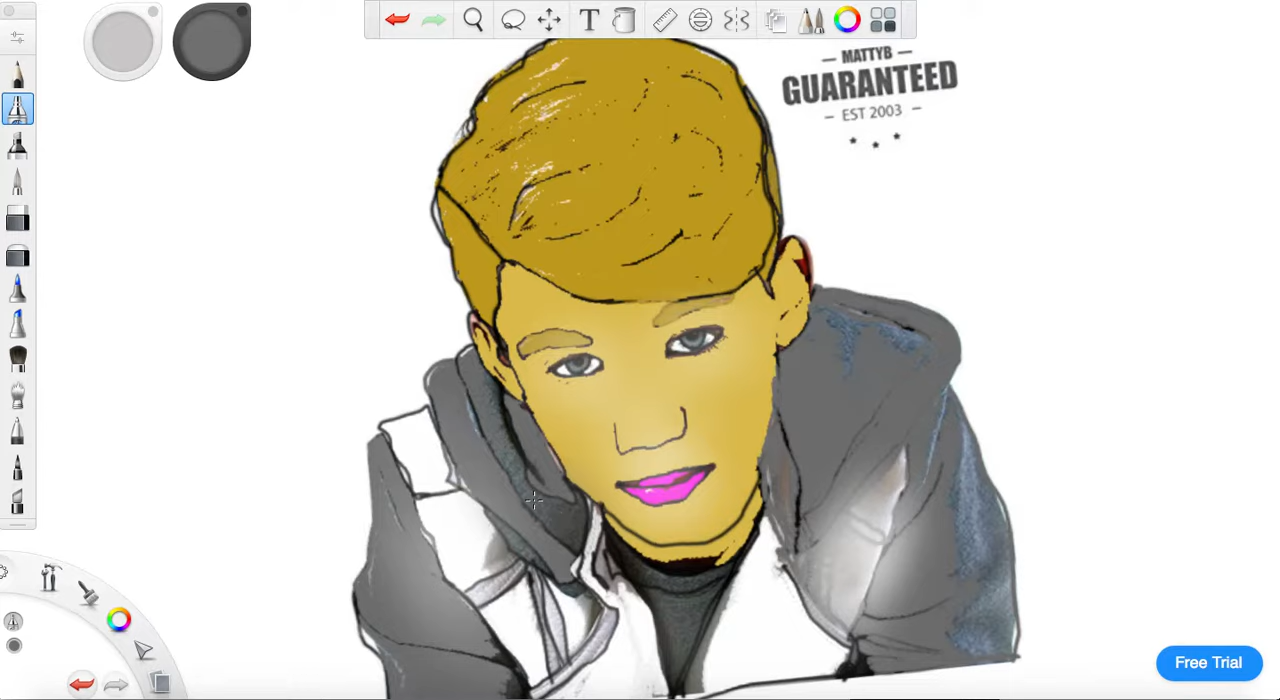 T
— MATTYB —
GUARANTEED
— EST 2003 —
Free Trial